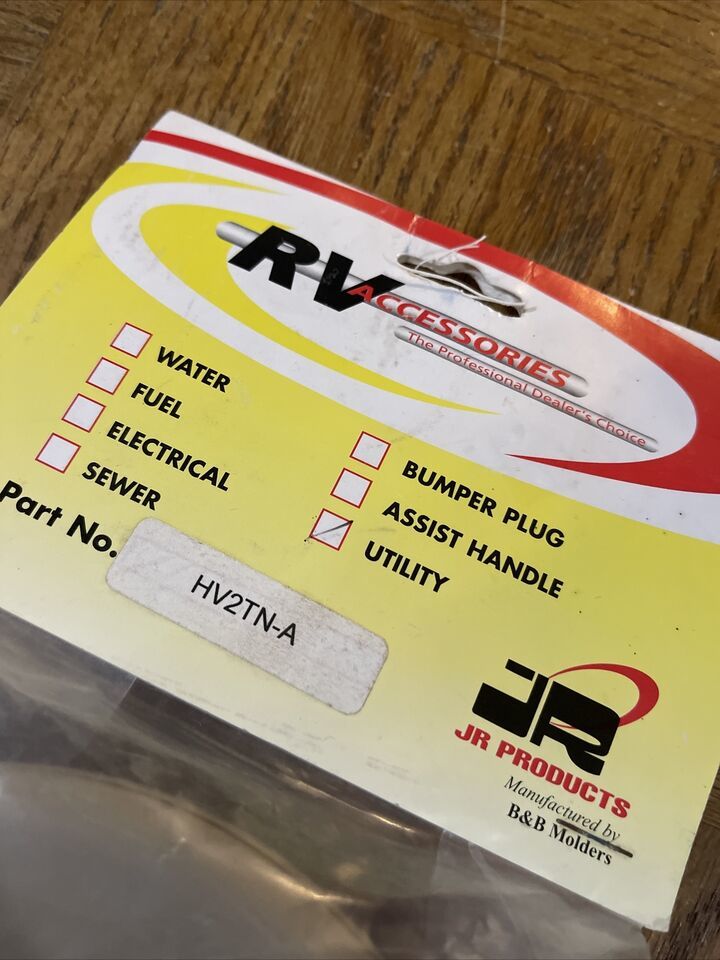 RV ACCESSORIES
The Professional Dealer's Choice
WATER
FUEL
ELECTRICAL
SEWER
BUMPER PLUG
ASSIST HANDLE
UTILITY
Part No.
HV2TN-A
JR
JR PRODUCTS
Manufactured by
B&B Molders